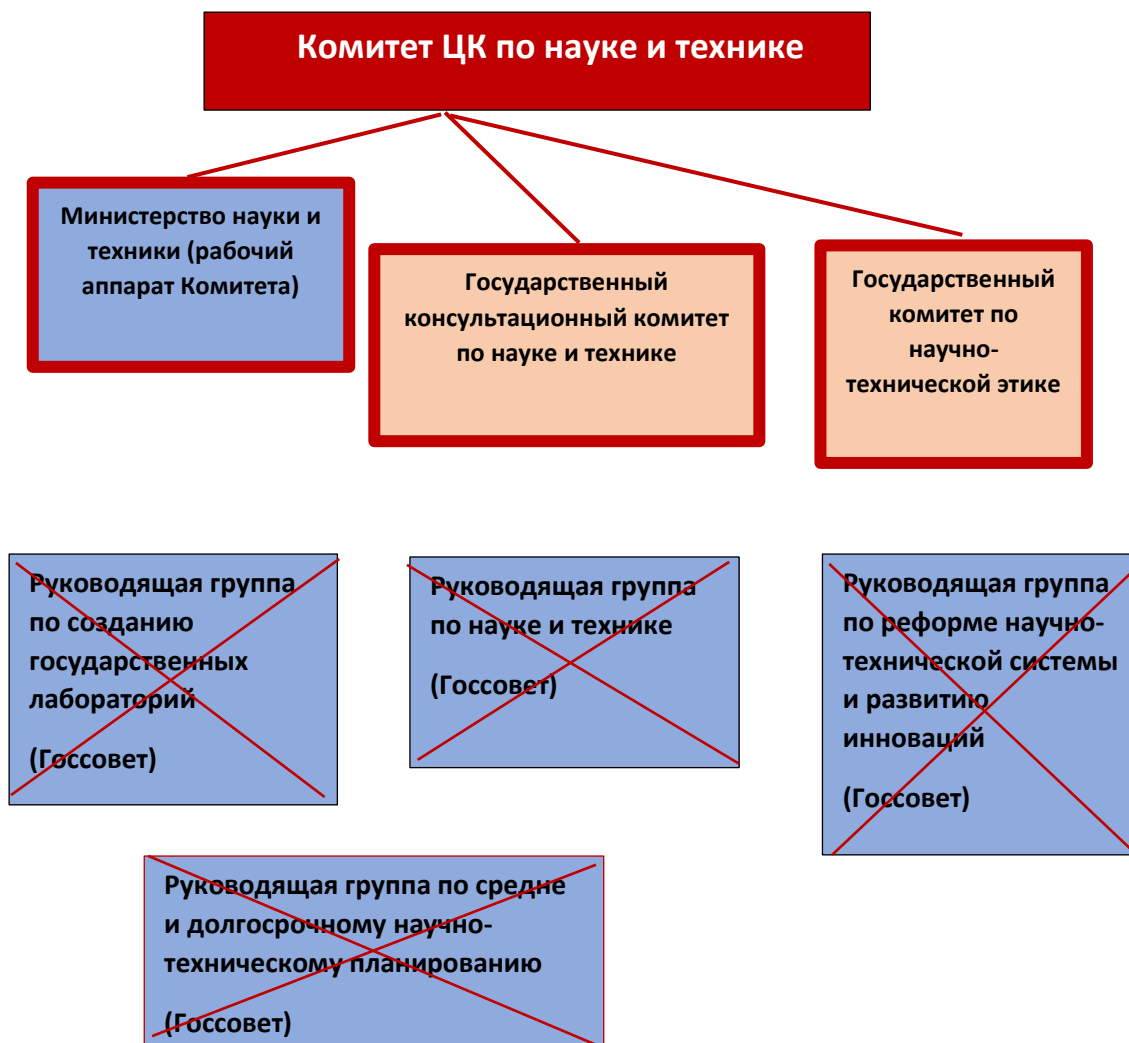 Комитет ЦК по науке и технике
Министерство науки и
техники (рабочий
аппарат Комитета)
Государственный
консультационный комитет
по науке и технике
Государственный
комитет по
научно-
технической этике
Руководящая группа
по созданию
государственных
лабораторий
(Госсовет)
Руководящая группа
по науке и технике
(Госсовет)
Руководящая группа
по реформе научно-
технической системы
и развитию
инноваций
(Госсовет)
Руководящая группа по средне
и долгосрочному научно-
техническому планированию
(Госсовет)